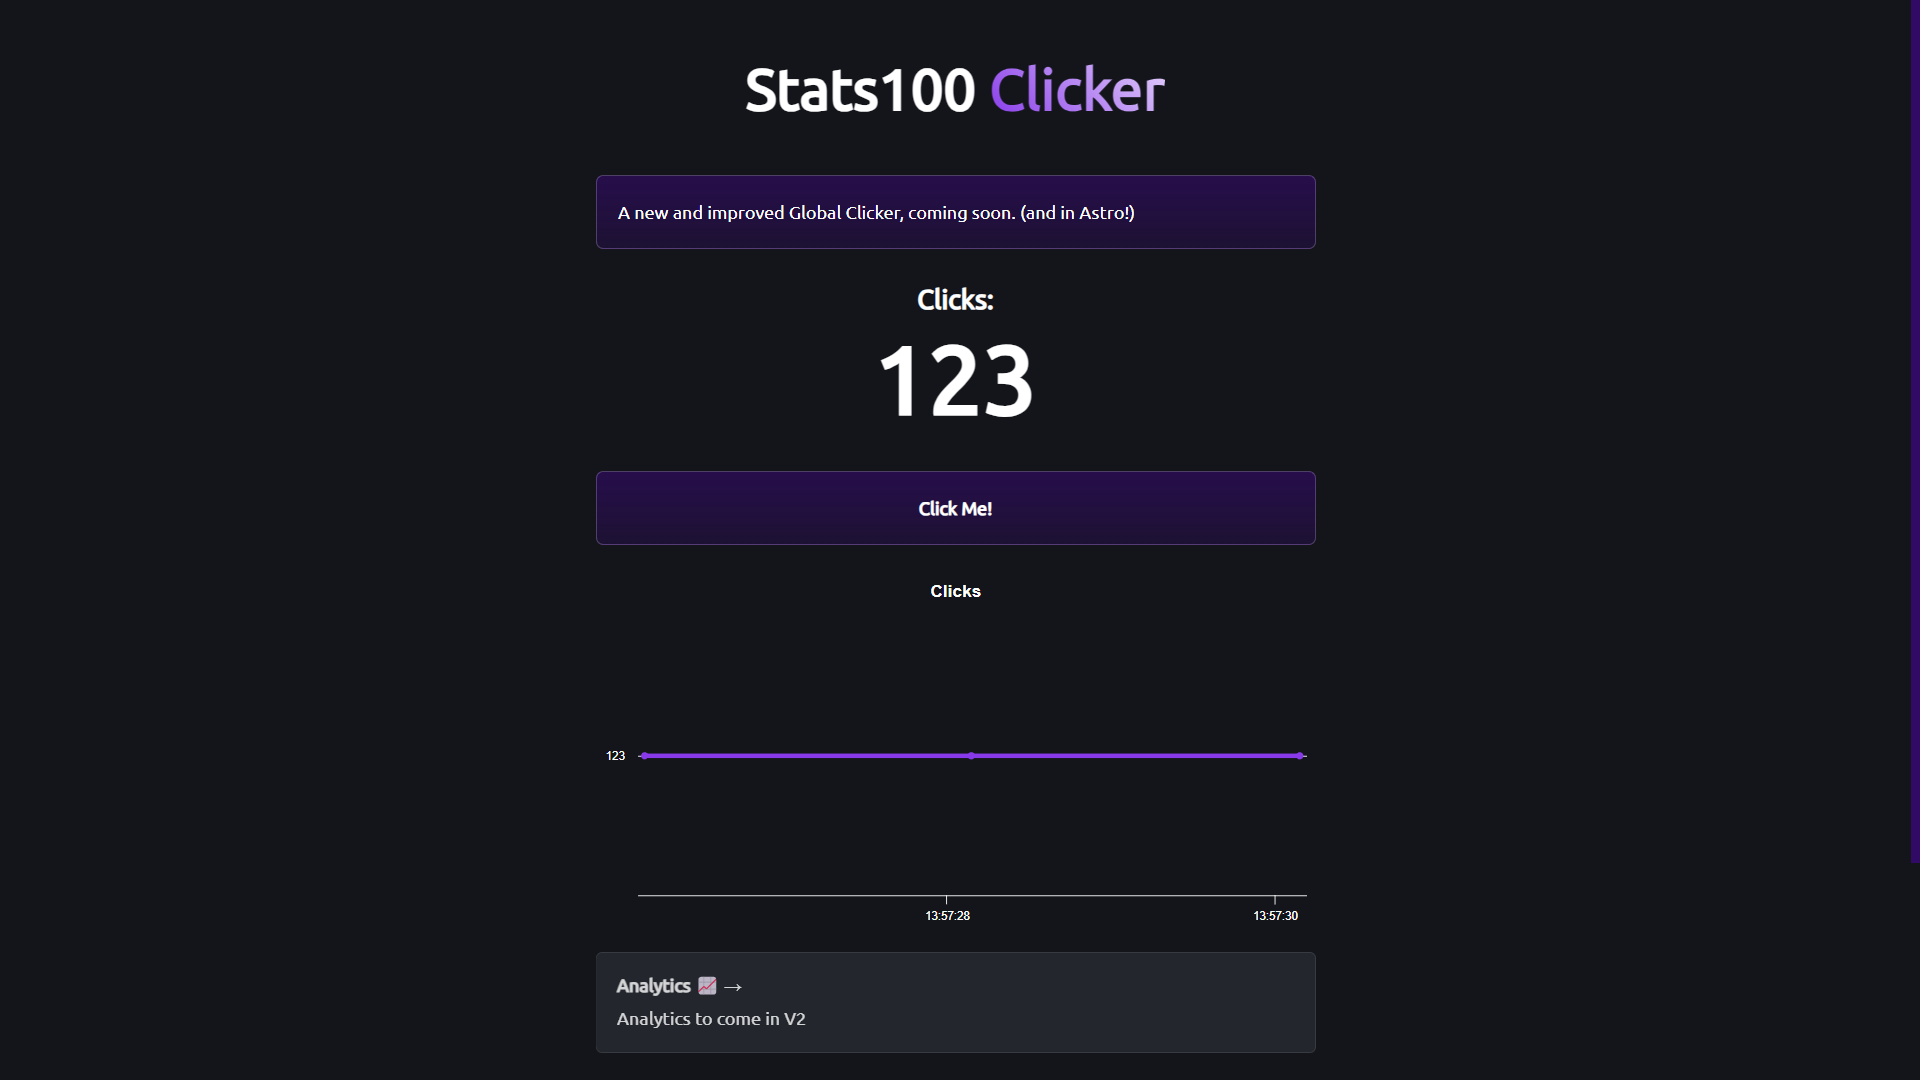 Stats100 Clicker
A new and improved Global Clicker, coming soon. (and in Astro!)
Clicks:
123
Click Me!
Clicks
123
13:57:28 13:57:30
Analytics 📈 →
Analytics to come in V2